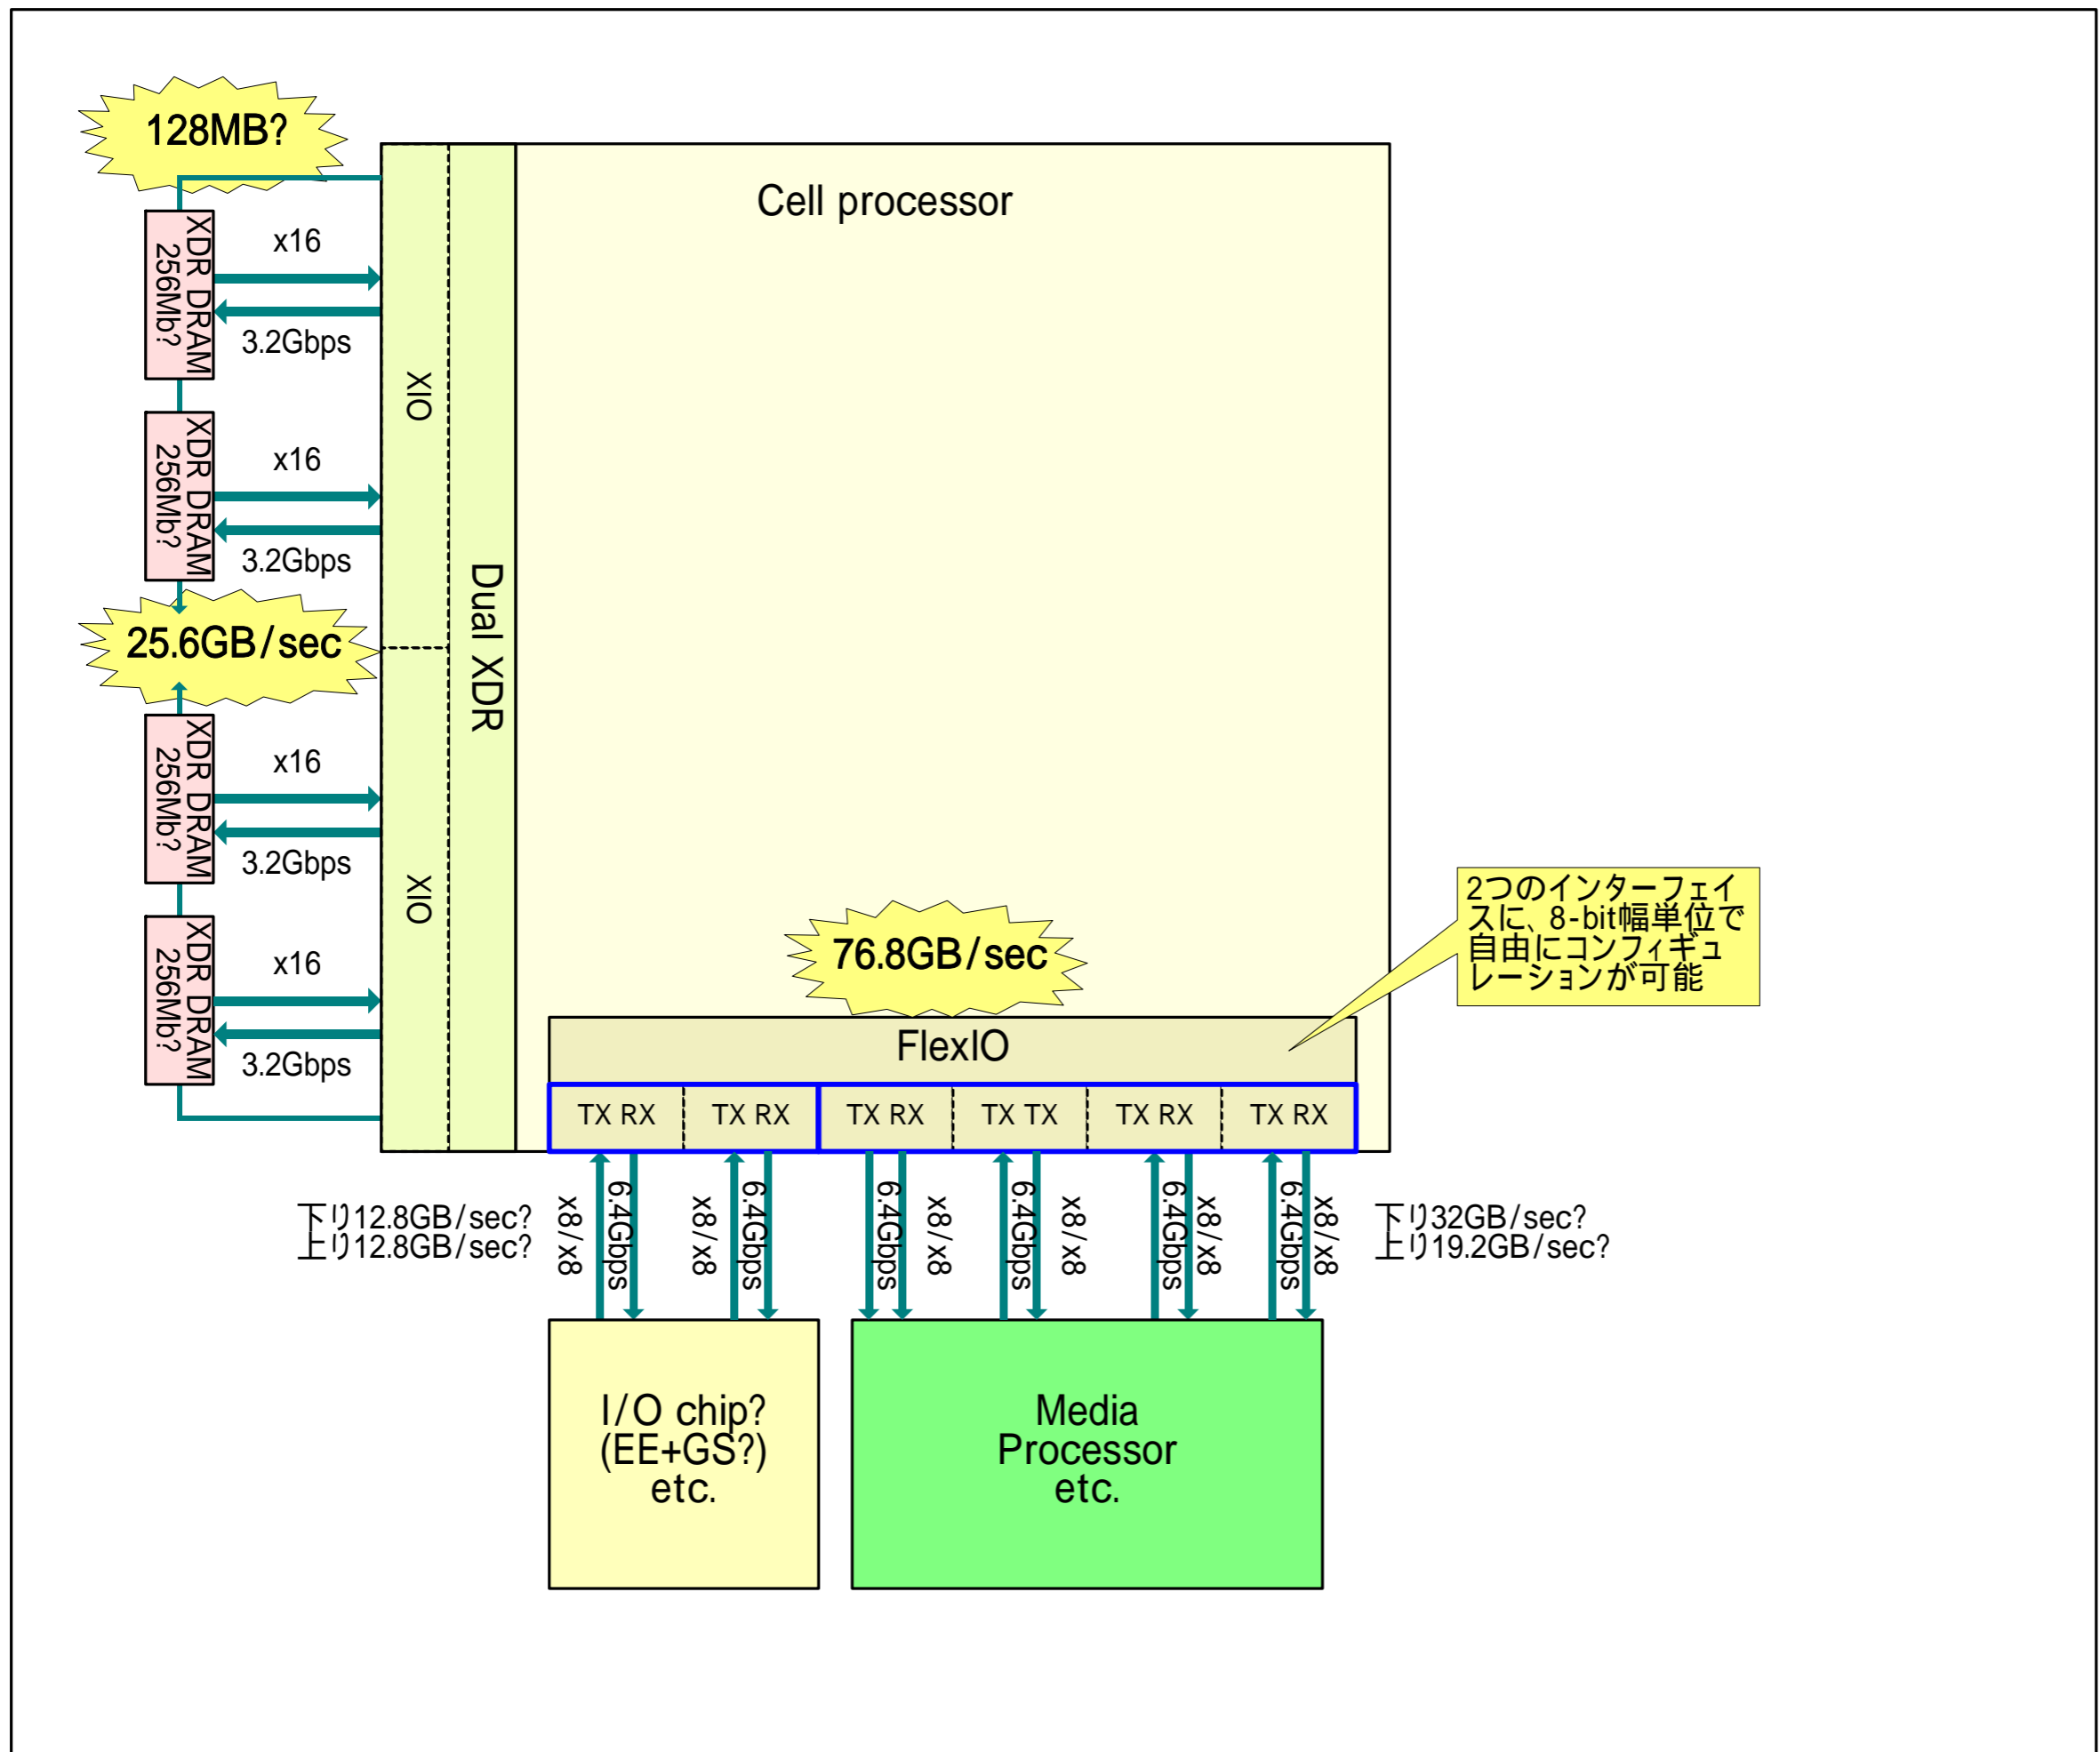 128MB?
Cell processor
XDR DRAM
256Mb?
x16
3.2Gbps
XDR DRAM
256Mb?
x16
3.2Gbps
XIO
25.6GB/sec
Dual XDR
XDR DRAM
256Mb?
x16
3.2Gbps
XIO
XDR DRAM
256Mb?
x16
3.2Gbps
2つのインターフェイ
スに、8-bit幅単位で
自由にコンフィギュ
レーションが可能
76.8GB/sec
FlexIO
TX RX
TX RX
TX RX
TX TX
TX RX
TX RX
下り12.8GB/sec?
上り12.8GB/sec?
x8/x8
6.4Gbps
x8/x8
6.4Gbps
6.4Gbps
x8/x8
6.4Gbps
x8/x8
6.4Gbps
x8/x8
6.4Gbps
x8/x8
下り32GB/sec?
上り19.2GB/sec?
I/O chip?
(EE+GS?)
etc.
Media
Processor
etc.